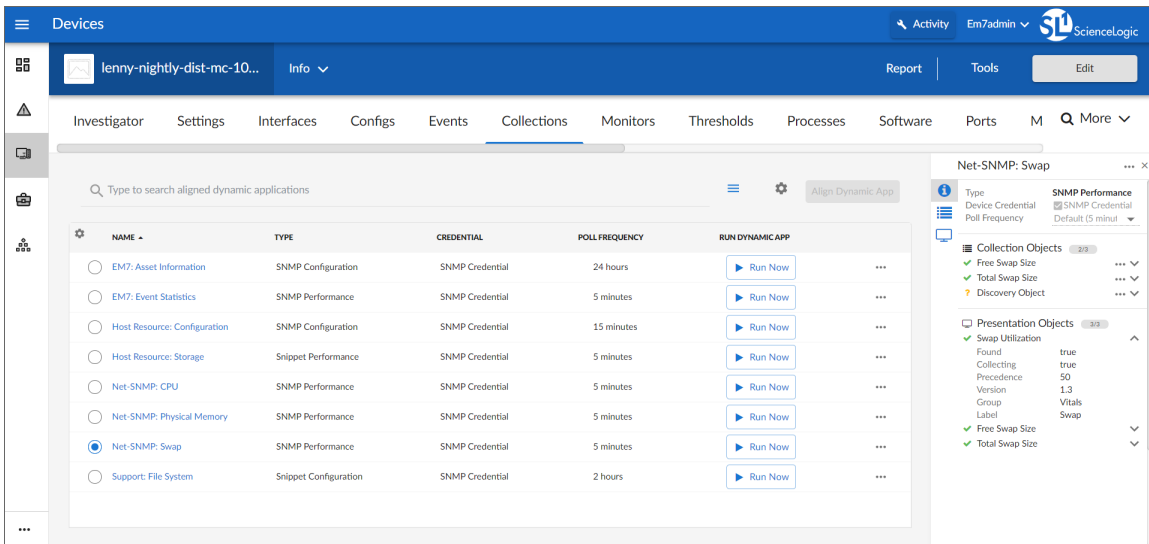 Devices
Activity
Em7admin
SL1 ScienceLogic
lenny-nightly-dist-mc-10...
Info
Report
Tools
Edit
Investigator Settings Interfaces Configs Events Collections Monitors Thresholds Processes Software Ports M More
Type to search aligned dynamic applications
Align Dynamic App
NAME TYPE CREDENTIAL POLL FREQUENCY RUN DYNAMIC APP
EM7: Asset Information SNMP Configuration SNMP Credential 24 hours Run Now
EM7: Event Statistics SNMP Performance SNMP Credential 5 minutes Run Now
Host Resource: Configuration SNMP Configuration SNMP Credential 15 minutes Run Now
Host Resource: Storage Snippet Performance SNMP Credential 5 minutes Run Now
Net-SNMP: CPU SNMP Performance SNMP Credential 5 minutes Run Now
Net-SNMP: Physical Memory SNMP Performance SNMP Credential 5 minutes Run Now
Net-SNMP: Swap SNMP Performance SNMP Credential 5 minutes Run Now
Support: File System Snippet Configuration SNMP Credential 2 hours Run Now
Net-SNMP: Swap
Type SNMP Performance
Device Credential SNMP Credential
Poll Frequency Default (5 minut
Collection Objects 2/3
Free Swap Size
Total Swap Size
Discovery Object
Presentation Objects 3/3
Swap Utilization
Found true
Collecting true
Precedence 50
Version 1.3
Group Vitals
Label Swap
Free Swap Size
Total Swap Size